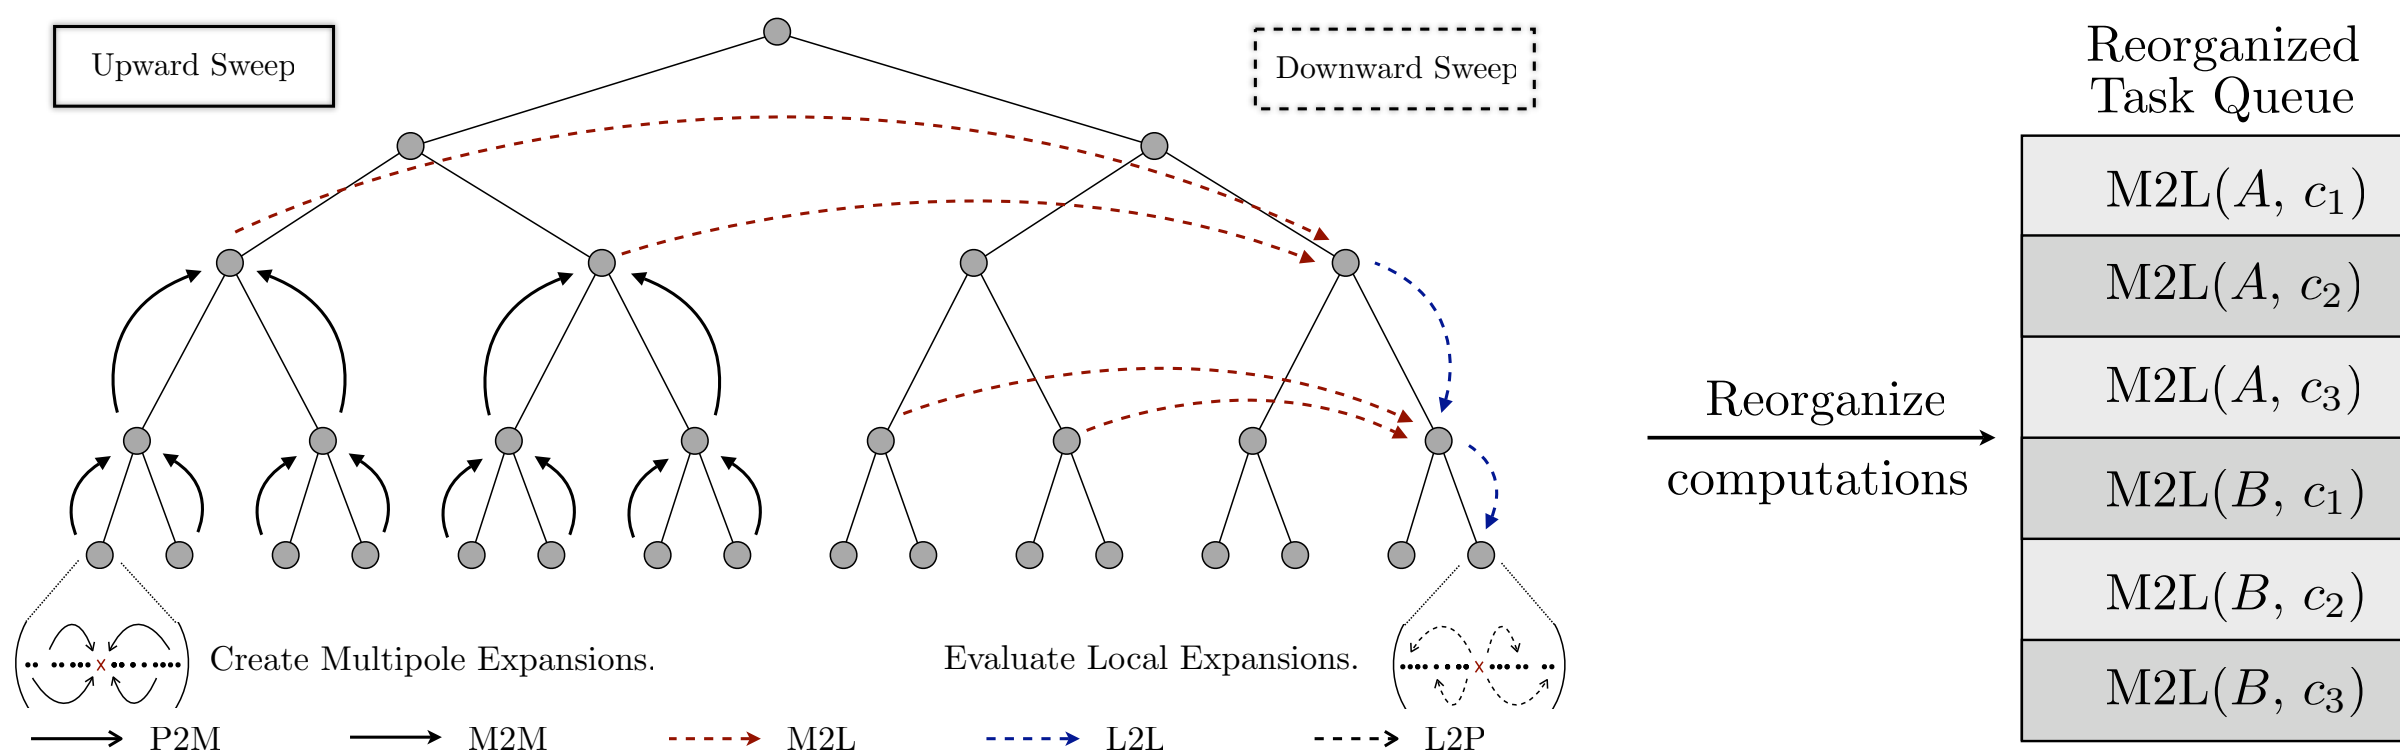 Upward Sweep
Downward Sweep
Create Multipole Expansions.
x
Evaluate Local Expansions.
x
P2M
M2M
M2L
L2L
L2P
Reorganize
computations
Reorganized
Task Queue
M2L(A, c₁)
M2L(A, c₂)
M2L(A, c₃)
M2L(B, c₁)
M2L(B, c₂)
M2L(B, c₃)